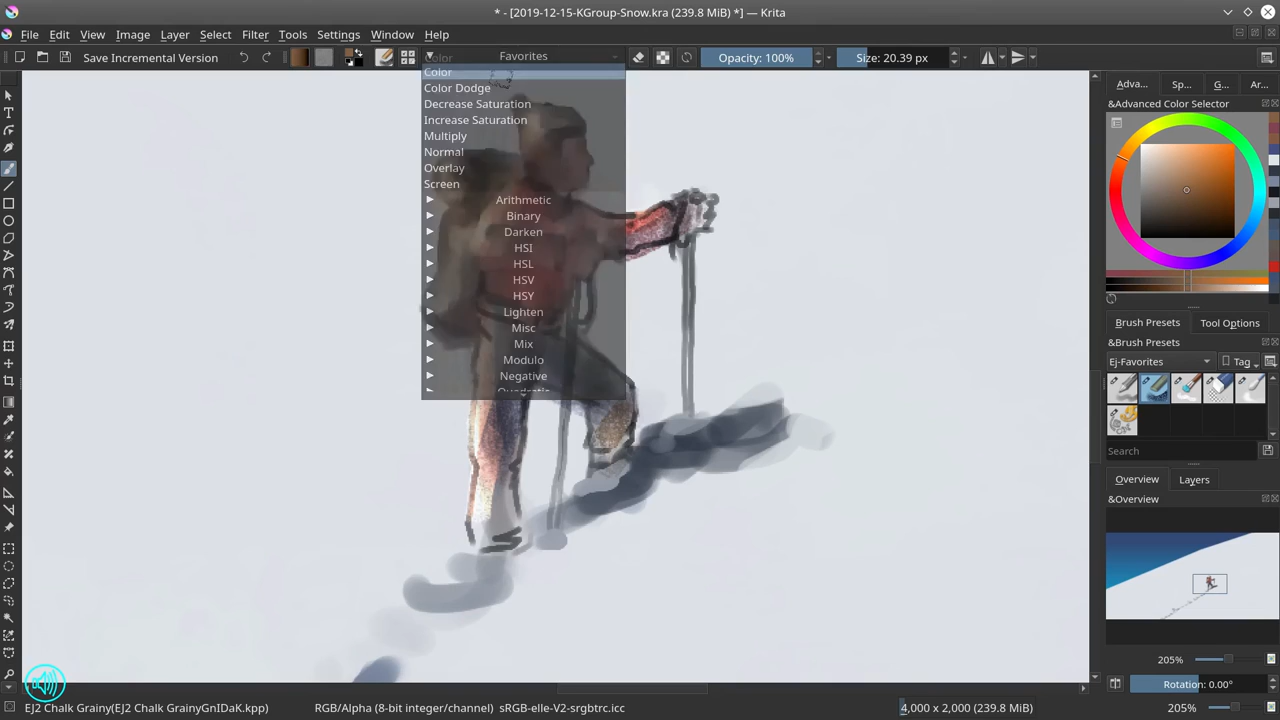 * - [2019-12-15-KGroup-Snow.kra (239.8 MiB) *] — Krita
File Edit View Image Layer Select Filter Tools Settings Window Help
Save Incremental Version
Color
Favorites
Opacity: 100%
Size: 20.39 px
Color
Color Dodge
Decrease Saturation
Increase Saturation
Multiply
Normal
Overlay
Screen
Arithmetic
Binary
Darken
HSI
HSL
HSV
HSY
Lighten
Misc
Mix
Modulo
Negative
Quadratic
Adva... Sp... G... Ar...
&Advanced Color Selector
Brush Presets Tool Options
&Brush Presets
Ej-Favorites Tag
Search
Overview Layers
&Overview
205%
Rotation: 0.00°
EJ2 Chalk Grainy(EJ2 Chalk GrainyGnIDaK.kpp) RGB/Alpha (8-bit integer/channel) sRGB-elle-V2-srgbtrc.icc 4,000 x 2,000 (239.8 MiB) 205%